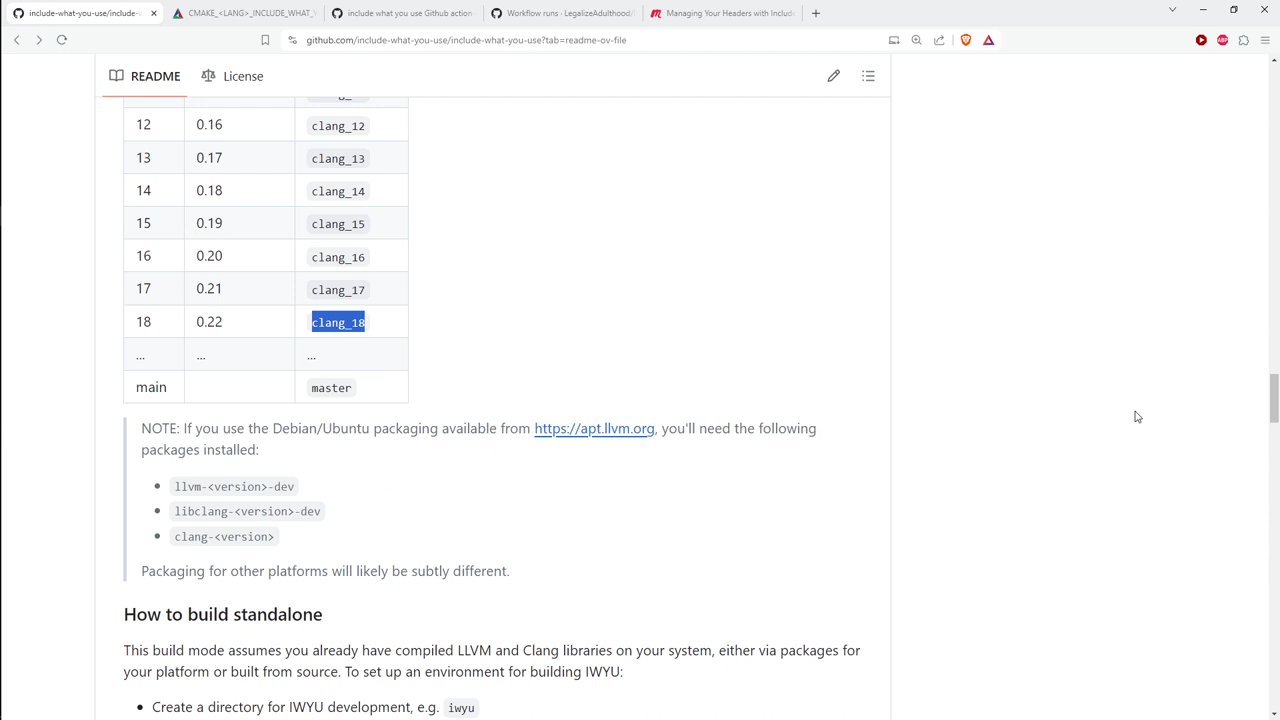 include-what-you-use/include-
CMAKE_<LANG>_INCLUDE_WHAT_Y
include what you use Github action
Workflow runs · LegalizeAdulthood/
Managing Your Headers with Include
github.com/include-what-you-use/include-what-you-use?tab=readme-ov-file
README
License
12 0.16 clang_12
13 0.17 clang_13
14 0.18 clang_14
15 0.19 clang_15
16 0.20 clang_16
17 0.21 clang_17
18 0.22 clang_18
... ... ...
main master
NOTE: If you use the Debian/Ubuntu packaging available from https://apt.llvm.org, you'll need the following
packages installed:
• llvm-<version>-dev
• libclang-<version>-dev
• clang-<version>
Packaging for other platforms will likely be subtly different.
How to build standalone
This build mode assumes you already have compiled LLVM and Clang libraries on your system, either via packages for
your platform or built from source. To set up an environment for building IWYU:
• Create a directory for IWYU development, e.g. iwyu